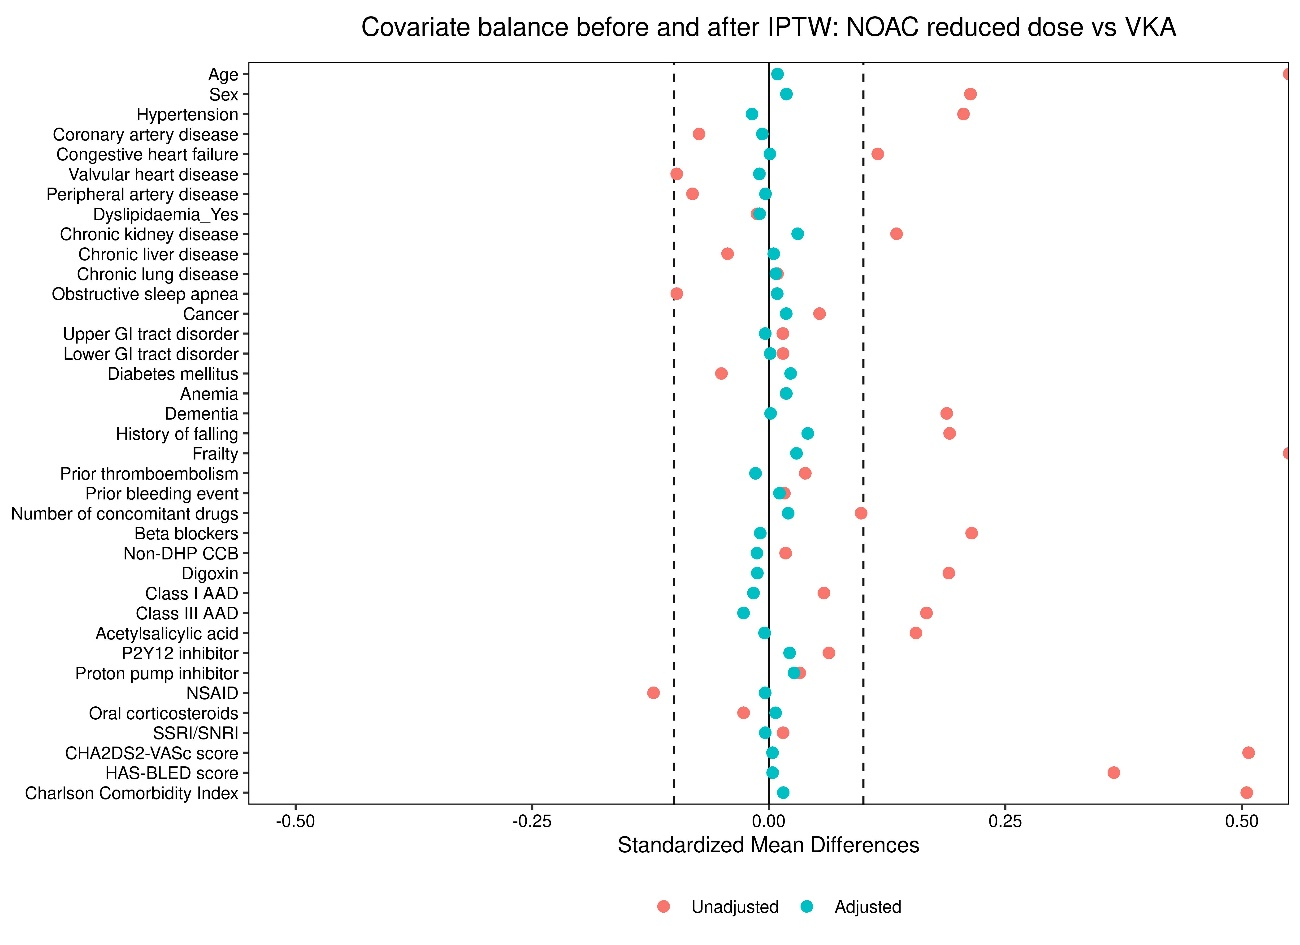 Covariate balance before and after IPTW: NOAC reduced dose vs VKA
Age
Sex
Hypertension
Coronary artery disease
Congestive heart failure
Valvular heart disease
Peripheral artery disease
Dyslipidaemia_Yes
Chronic kidney disease
Chronic liver disease
Chronic lung disease
Obstructive sleep apnea
Cancer
Upper GI tract disorder
Lower GI tract disorder
Diabetes mellitus
Anemia
Dementia
History of falling
Frailty
Prior thromboembolism
Prior bleeding event
Number of concomitant drugs
Beta blockers
Non-DHP CCB
Digoxin
Class I AAD
Class III AAD
Acetylsalicylic acid
P2Y12 inhibitor
Proton pump inhibitor
NSAID
Oral corticosteroids
SSRI/SNRI
CHA2DS2-VASc score
HAS-BLED score
Charlson Comorbidity Index
-0.50 -0.25 0.00 0.25 0.50
Standardized Mean Differences
Unadjusted Adjusted